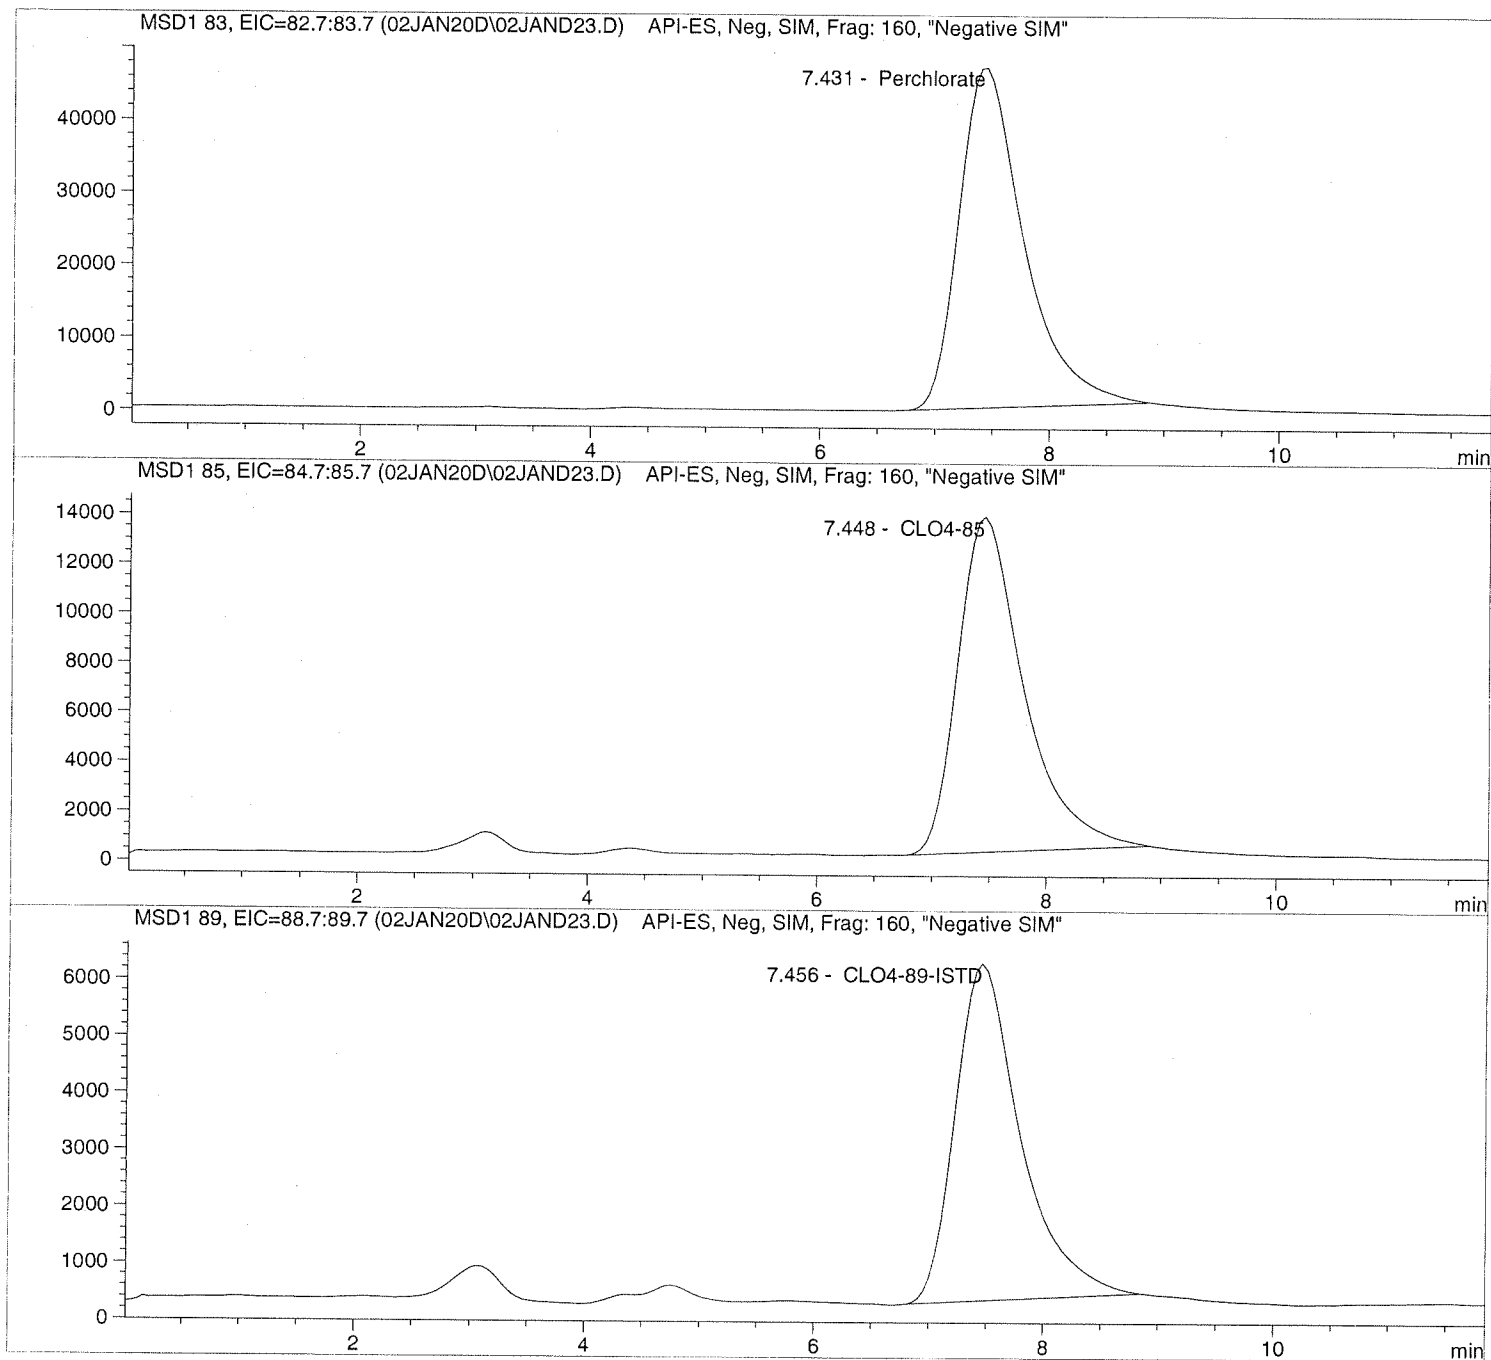 MSD1 83, EIC=82.7:83.7 (02JAN20D\02JAND23.D) API-ES, Neg, SIM, Frag: 160, "Negative SIM"
7.431 - Perchlorate
40000
30000
20000
10000
0
2 4 6 8 10 min
MSD1 85, EIC=84.7:85.7 (02JAN20D\02JAND23.D) API-ES, Neg, SIM, Frag: 160, "Negative SIM"
14000
7.448 - CLO4-85
12000
10000
8000
6000
4000
2000
0
2 4 6 8 10 min
MSD1 89, EIC=88.7:89.7 (02JAN20D\02JAND23.D) API-ES, Neg, SIM, Frag: 160, "Negative SIM"
6000
7.456 - CLO4-89-ISTD
5000
4000
3000
2000
1000
0
2 4 6 8 10 min